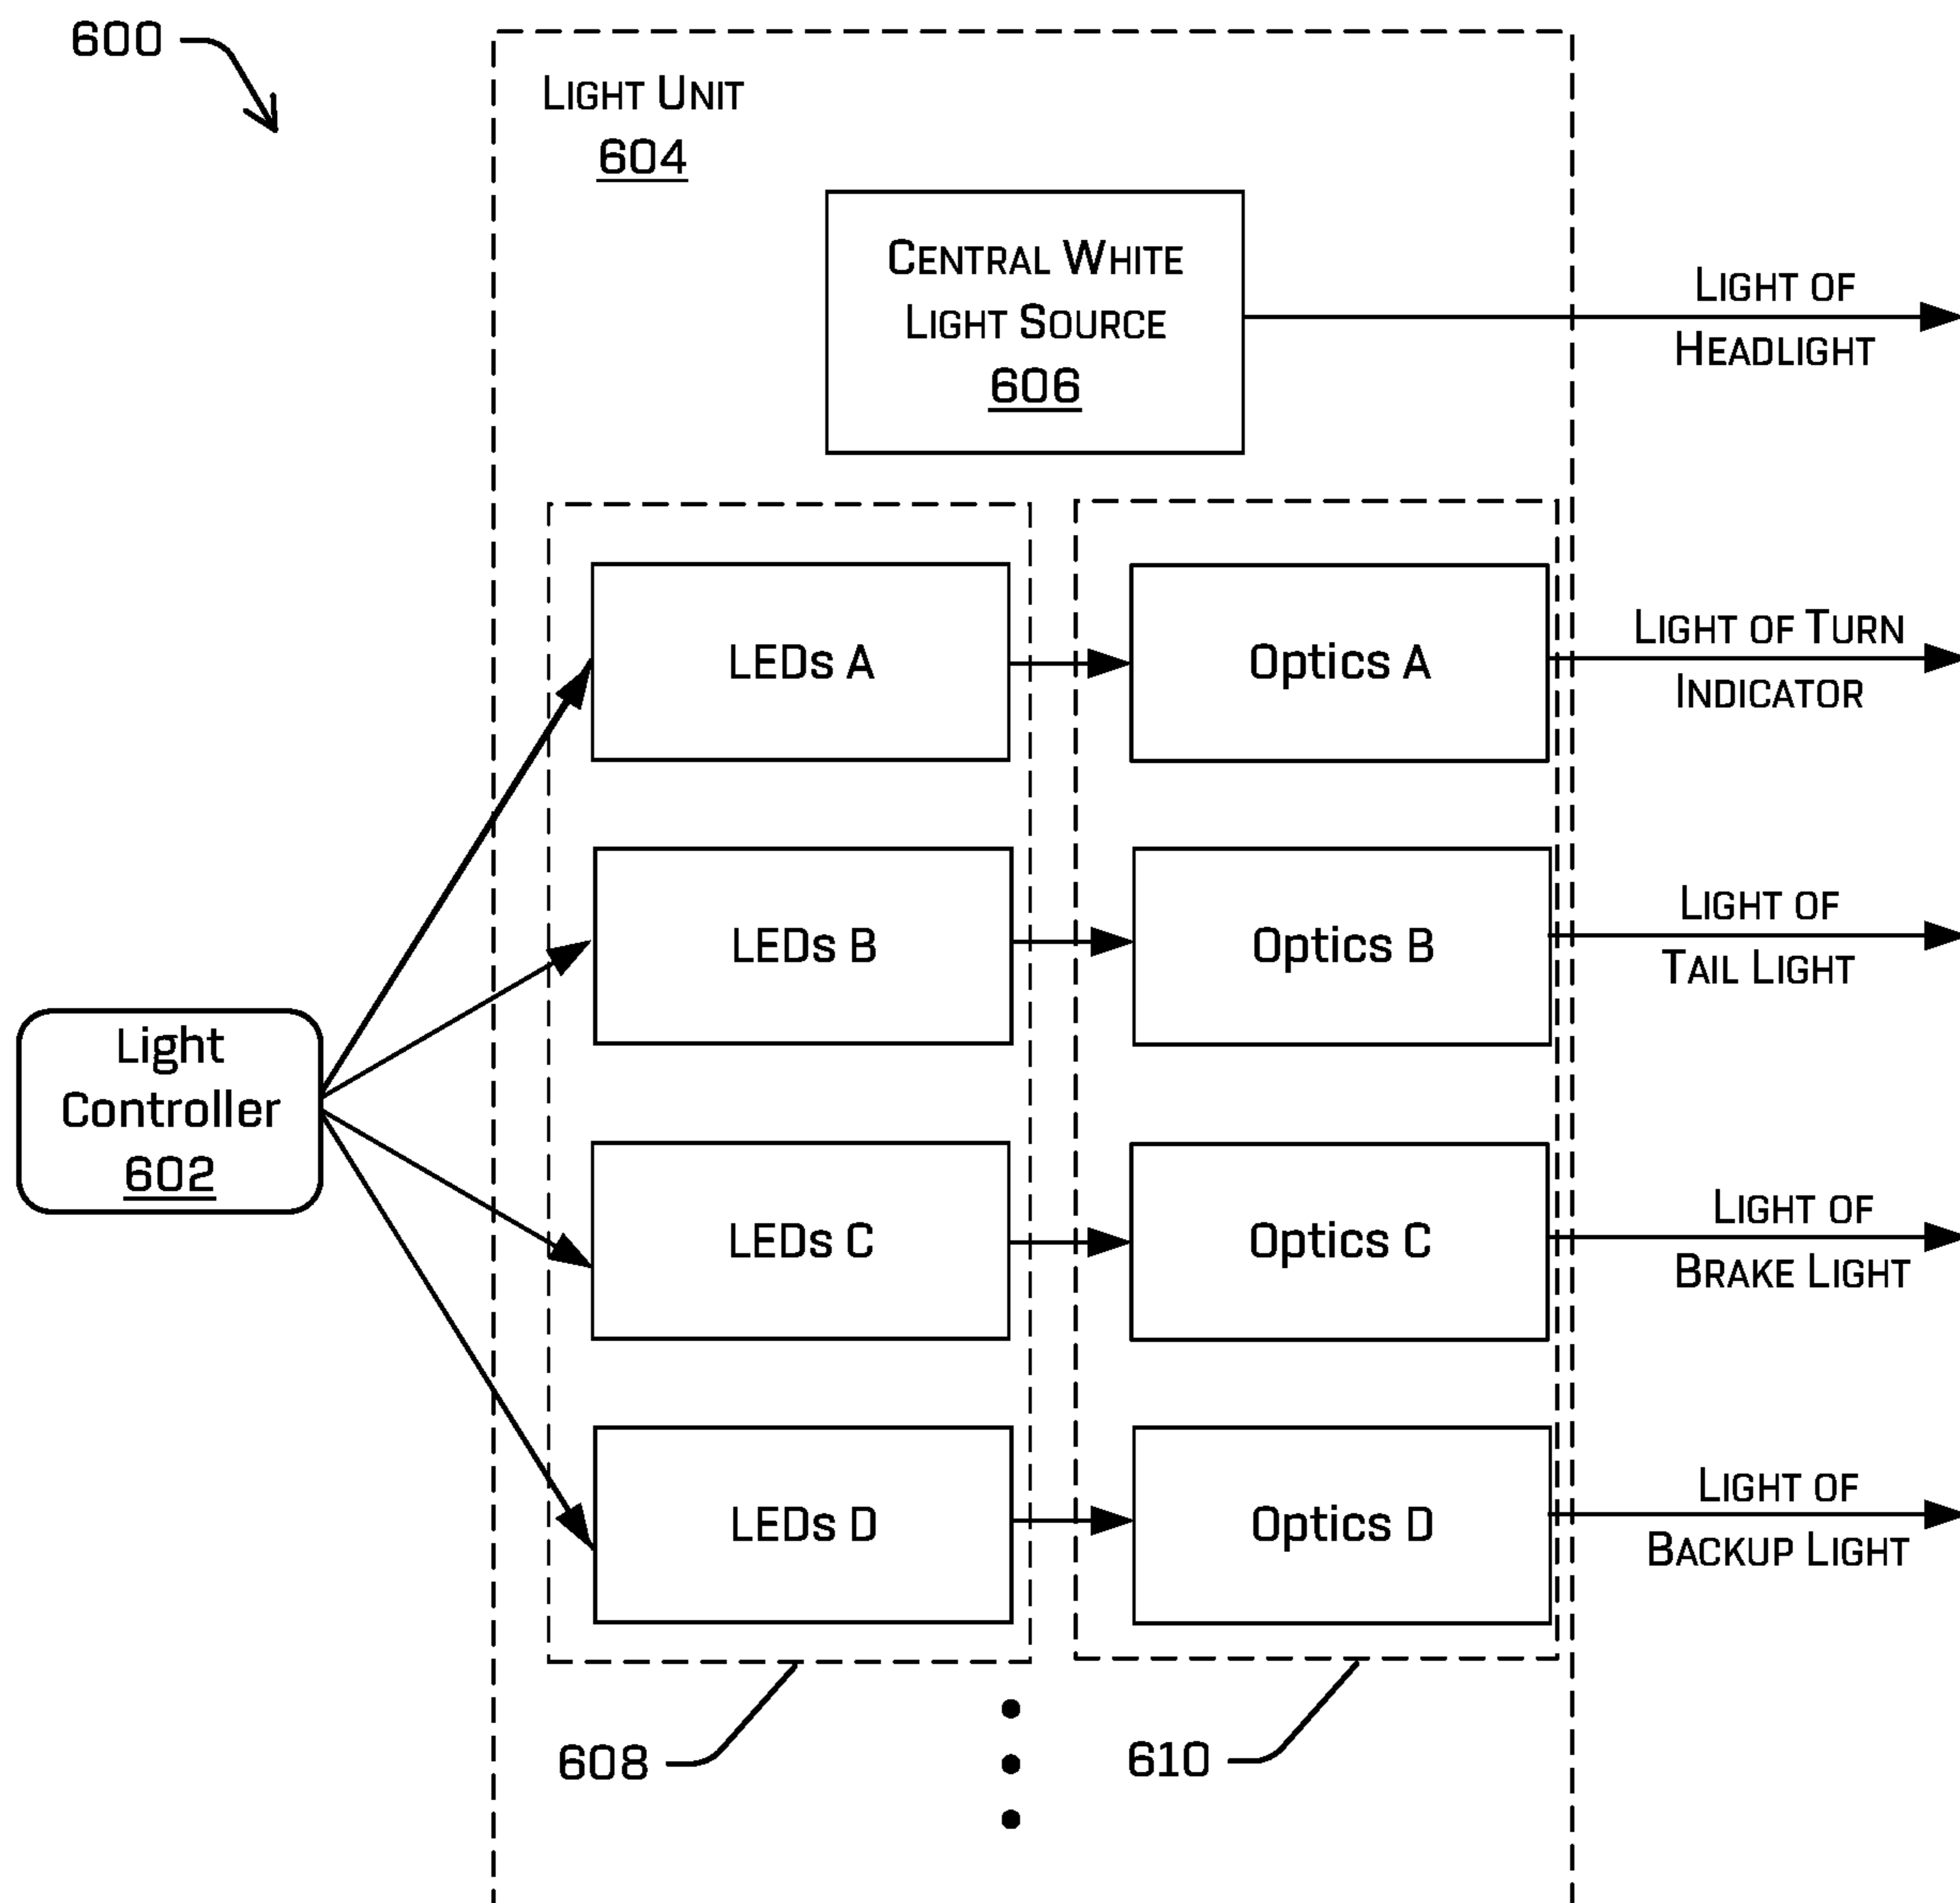 600
LIGHT UNIT
604
CENTRAL WHITE
LIGHT SOURCE
606
LIGHT OF
HEADLIGHT
LEDs A
Optics A
LIGHT OF TURN
INDICATOR
LEDs B
Optics B
LIGHT OF
TAIL LIGHT
Light
Controller
602
LEDs C
Optics C
LIGHT OF
BRAKE LIGHT
LEDs D
Optics D
LIGHT OF
BACKUP LIGHT
608
610